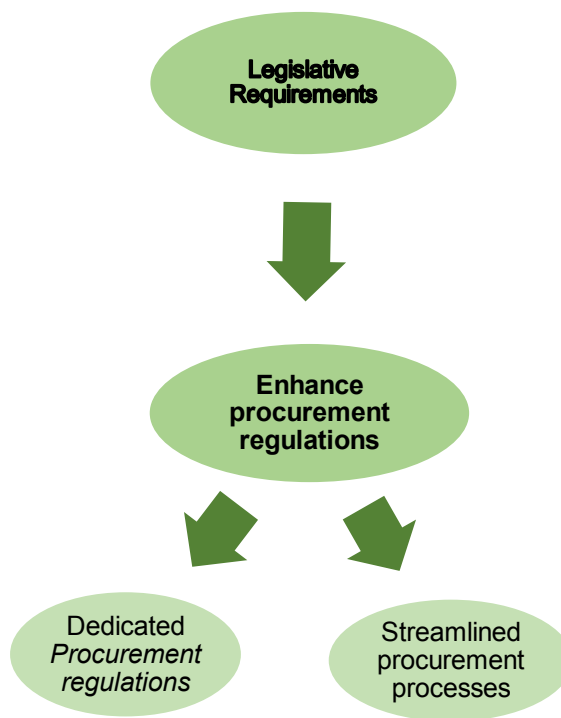 Legislative
Requirements
Enhance
procurement
regulations
Dedicated
Procurement
regulations
Streamlined
procurement
processes